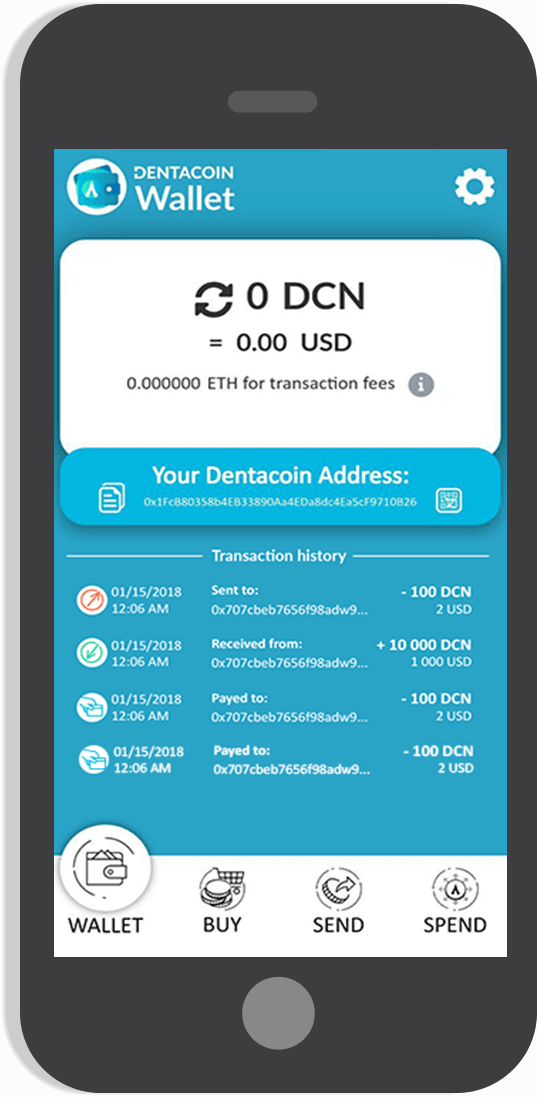 DENTACOIN
Wallet
0 DCN
= 0.00 USD
0.000000 ETH for transaction fees
Your Dentacoin Address:
0x1FcB80358b4EB33890Aa4EDa8dc4Ea5cF9710B26
Transaction history
01/15/2018 Sent to: - 100 DCN
12:06 AM 0x707cbeb7656f98adw9... 2 USD
01/15/2018 Received from: + 10 000 DCN
12:06 AM 0x707cbeb7656f98adw9... 1 000 USD
01/15/2018 Payed to: - 100 DCN
12:06 AM 0x707cbeb7656f98adw9... 2 USD
01/15/2018 Payed to: - 100 DCN
12:06 AM 0x707cbeb7656f98adw9... 2 USD
WALLET BUY SEND SPEND